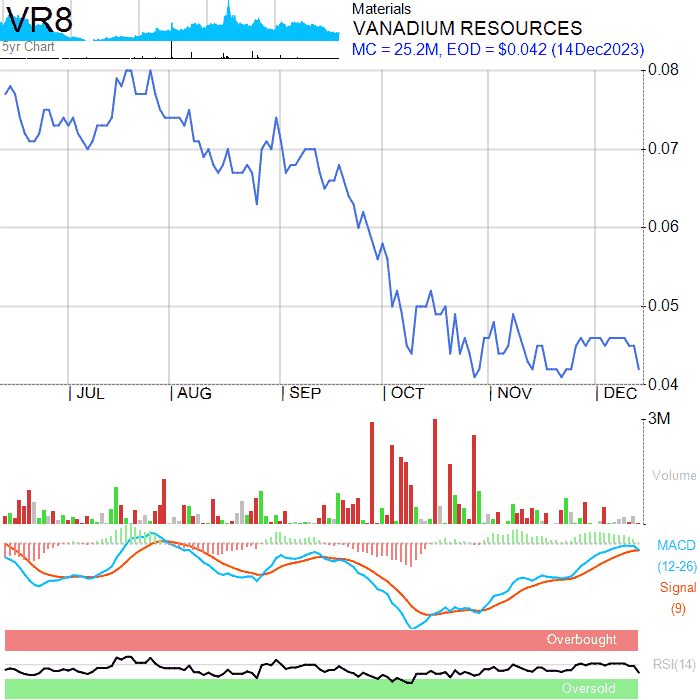 VR8
5yr Chart
Materials
VANADIUM RESOURCES
MC = 25.2M, EOD = $0.042 (14Dec2023)
0.08
0.07
0.06
0.05
0.04
JUL AUG SEP OCT NOV DEC
3M
Volume
MACD
(12-26)
Signal
(9)
Overbought
RSI(14)
Oversold